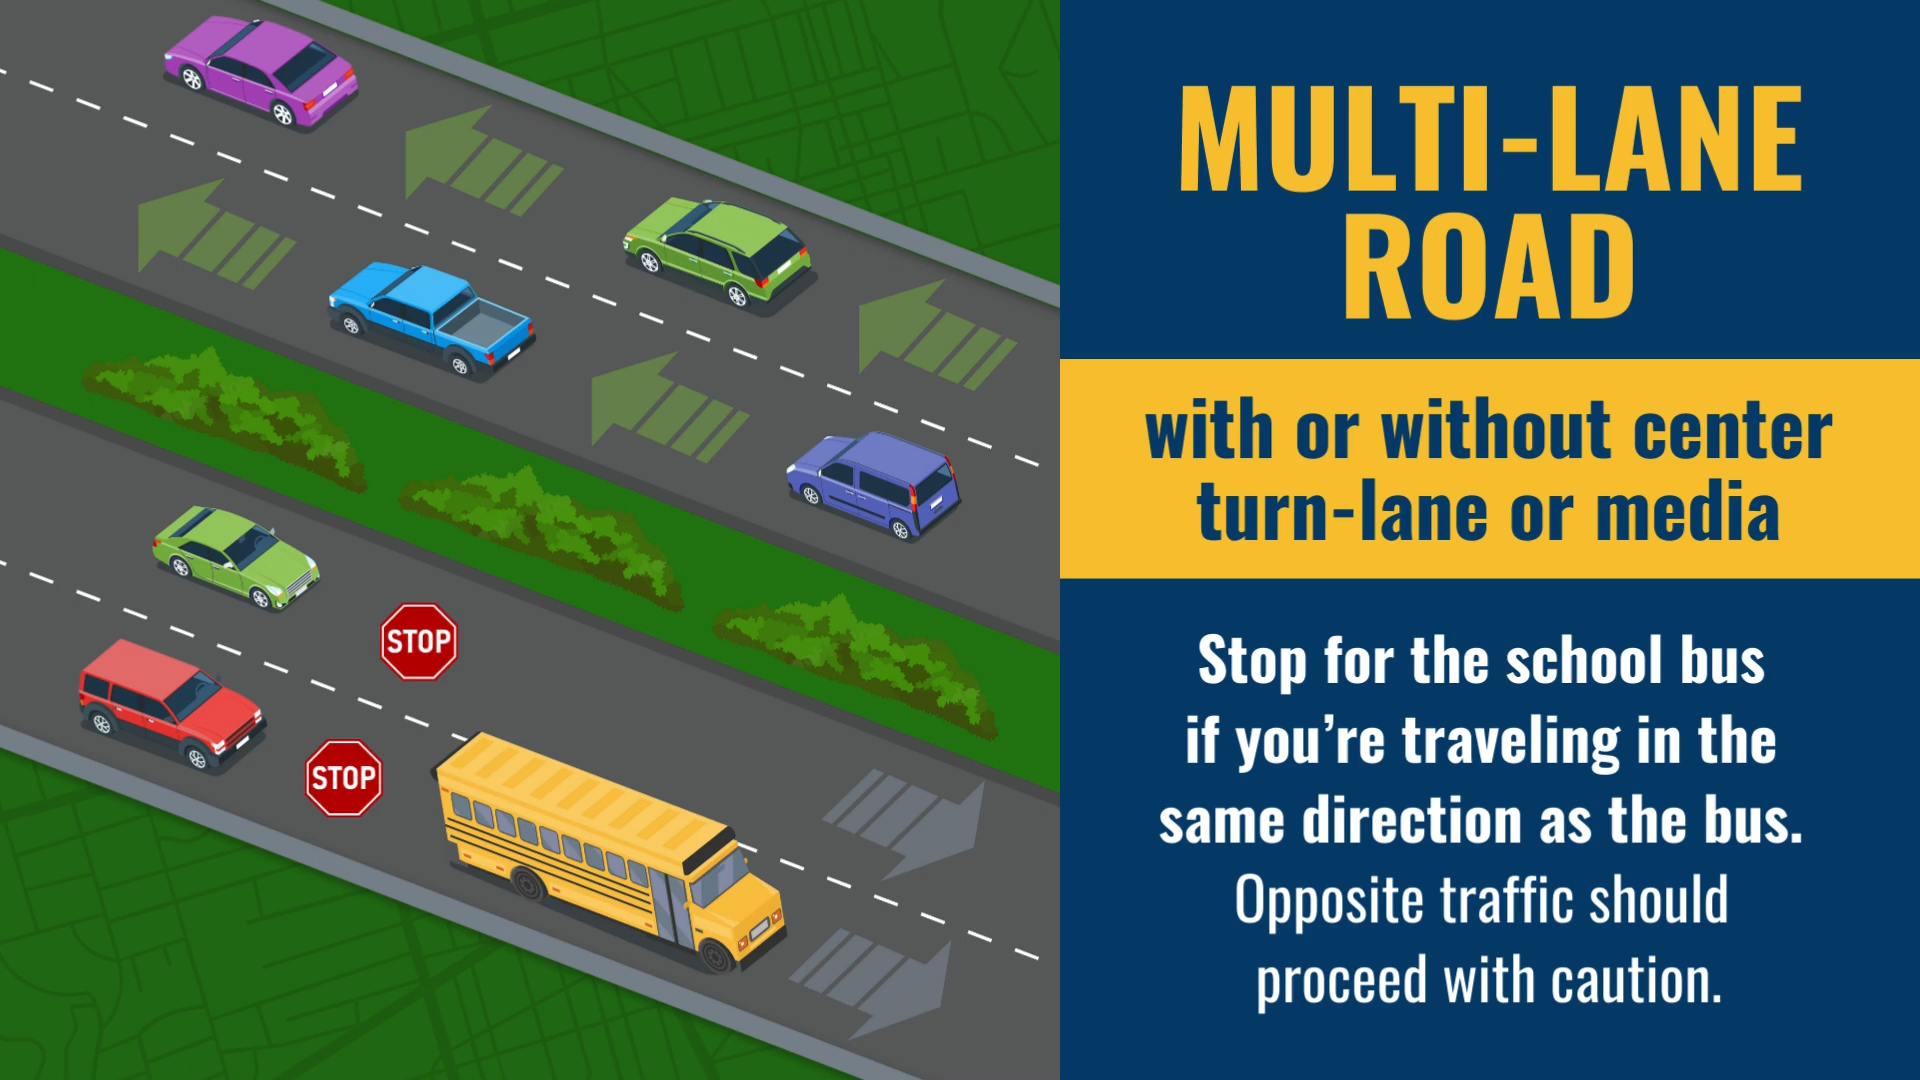 MULTI-LANE
ROAD
with or without center
turn-lane or media
Stop for the school bus
if you’re traveling in the
same direction as the bus.
Opposite traffic should
proceed with caution.
STOP
STOP